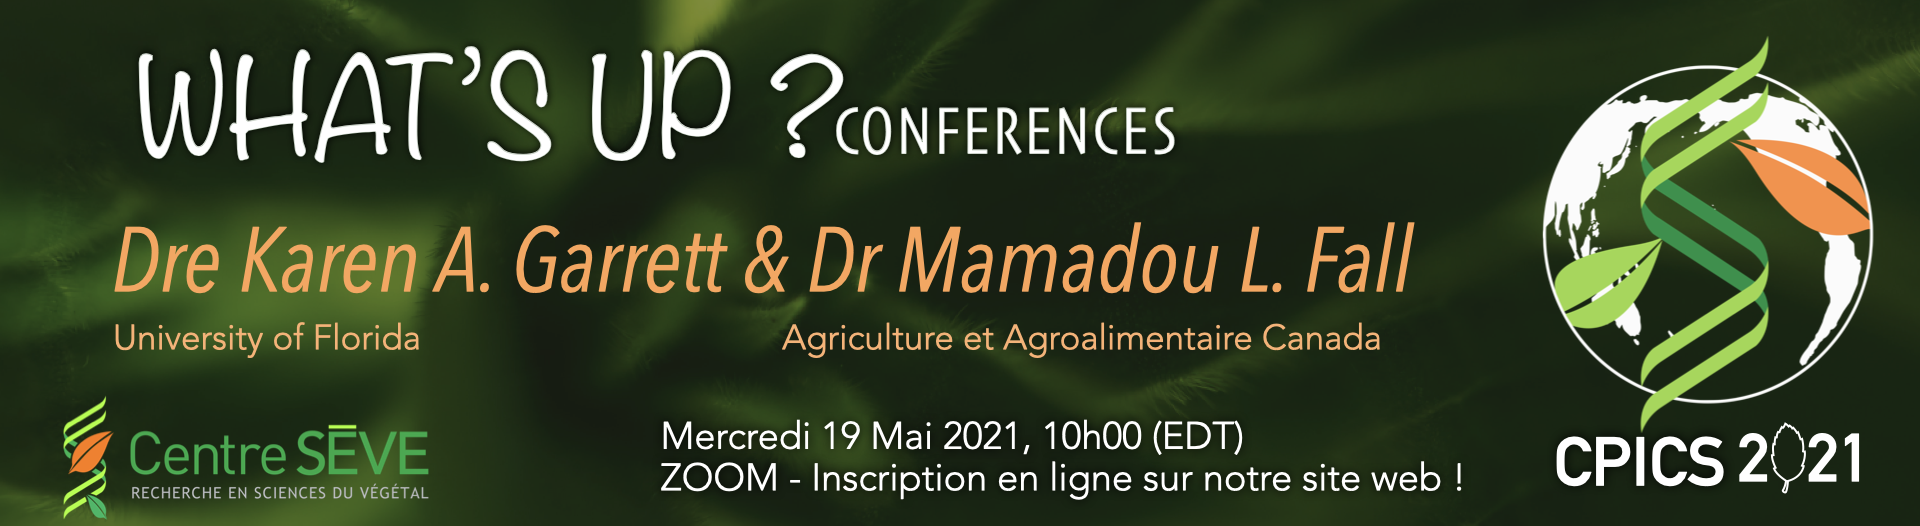 WHAT'S UP ? CONFERENCES
Dre Karen A. Garrett & Dr Mamadou L. Fall
University of Florida
Agriculture et Agroalimentaire Canada
Centre SĒVE
RECHERCHE EN SCIENCES DU VÉGÉTAL
Mercredi 19 Mai 2021, 10h00 (EDT)
ZOOM - Inscription en ligne sur notre site web !
CPICS 2021